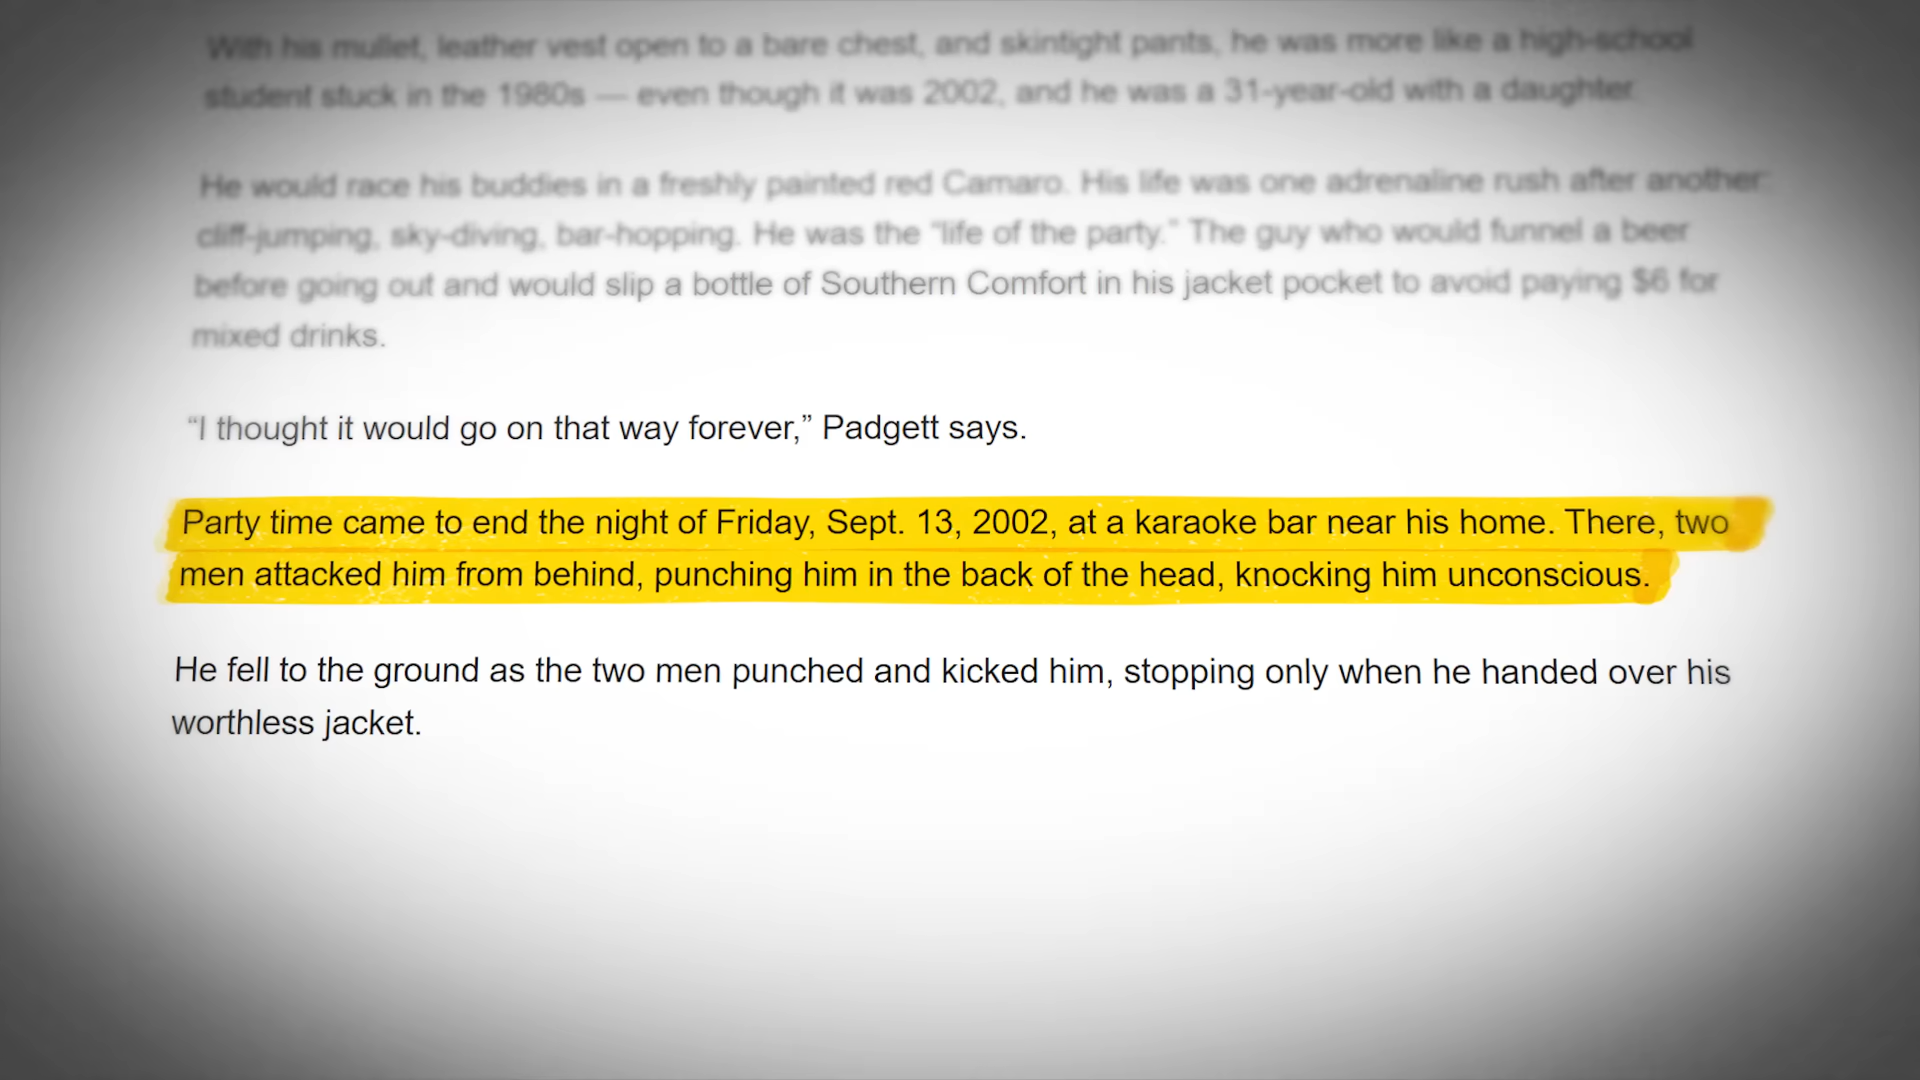 With his mullet, leather vest open to a bare chest, and skintight pants, he was more like a high-school
student stuck in the 1980s — even though it was 2002, and he was a 31-year-old with a daughter.
He would race his buddies in a freshly painted red Camaro. His life was one adrenaline rush after another:
cliff-jumping, sky-diving, bar-hopping. He was the “life of the party.” The guy who would funnel a beer
before going out and would slip a bottle of Southern Comfort in his jacket pocket to avoid paying $6 for
mixed drinks.
“I thought it would go on that way forever,” Padgett says.
Party time came to end the night of Friday, Sept. 13, 2002, at a karaoke bar near his home. There, two
men attacked him from behind, punching him in the back of the head, knocking him unconscious.
He fell to the ground as the two men punched and kicked him, stopping only when he handed over his
worthless jacket.